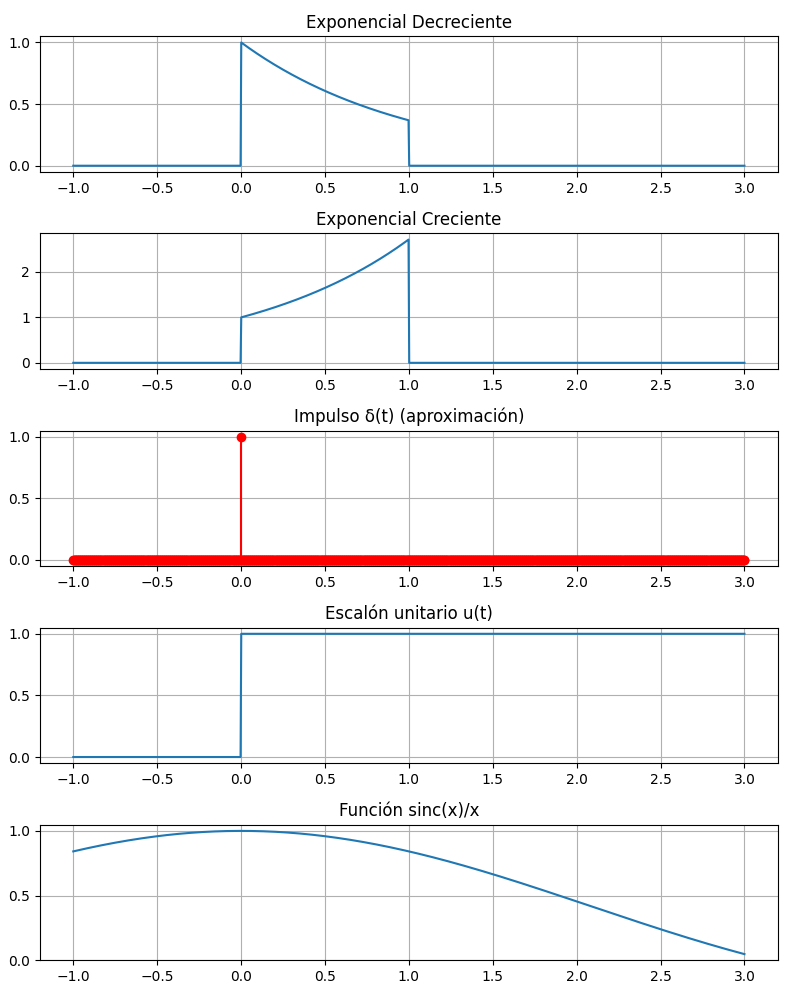 Exponencial Decreciente
1.0
0.5
0.0
−1.0 −0.5 0.0 0.5 1.0 1.5 2.0 2.5 3.0
Exponencial Creciente
2
1
0
−1.0 −0.5 0.0 0.5 1.0 1.5 2.0 2.5 3.0
Impulso δ(t) (aproximación)
1.0
0.5
0.0
−1.0 −0.5 0.0 0.5 1.0 1.5 2.0 2.5 3.0
Escalón unitario u(t)
1.0
0.5
0.0
−1.0 −0.5 0.0 0.5 1.0 1.5 2.0 2.5 3.0
Función sinc(x)/x
1.0
0.5
0.0
−1.0 −0.5 0.0 0.5 1.0 1.5 2.0 2.5 3.0